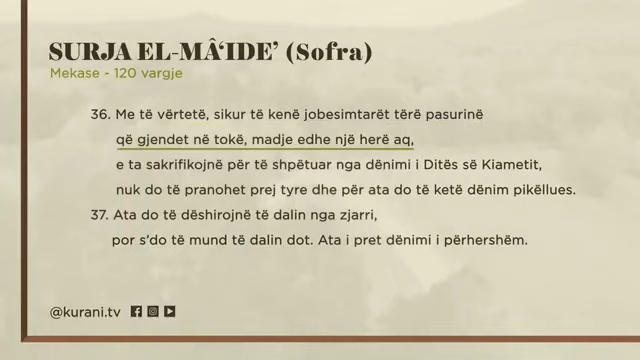 SURJA EL-MÂ‘IDE’ (Sofra)
Mekase - 120 vargje
36. Me të vërtetë, sikur të kenë jobesimtarët tërë pasurinë
që gjendet në tokë, madje edhe një herë aq,
e ta sakrifikojnë për të shpëtuar nga dënimi i Ditës së Kiametit,
nuk do të pranohet prej tyre dhe për ata do të ketë dënim pikëllues.
37. Ata do të dëshirojnë të dalin nga zjarri,
por s’do të mund të dalin dot. Ata i pret dënimi i përhershëm.
@kurani.tv